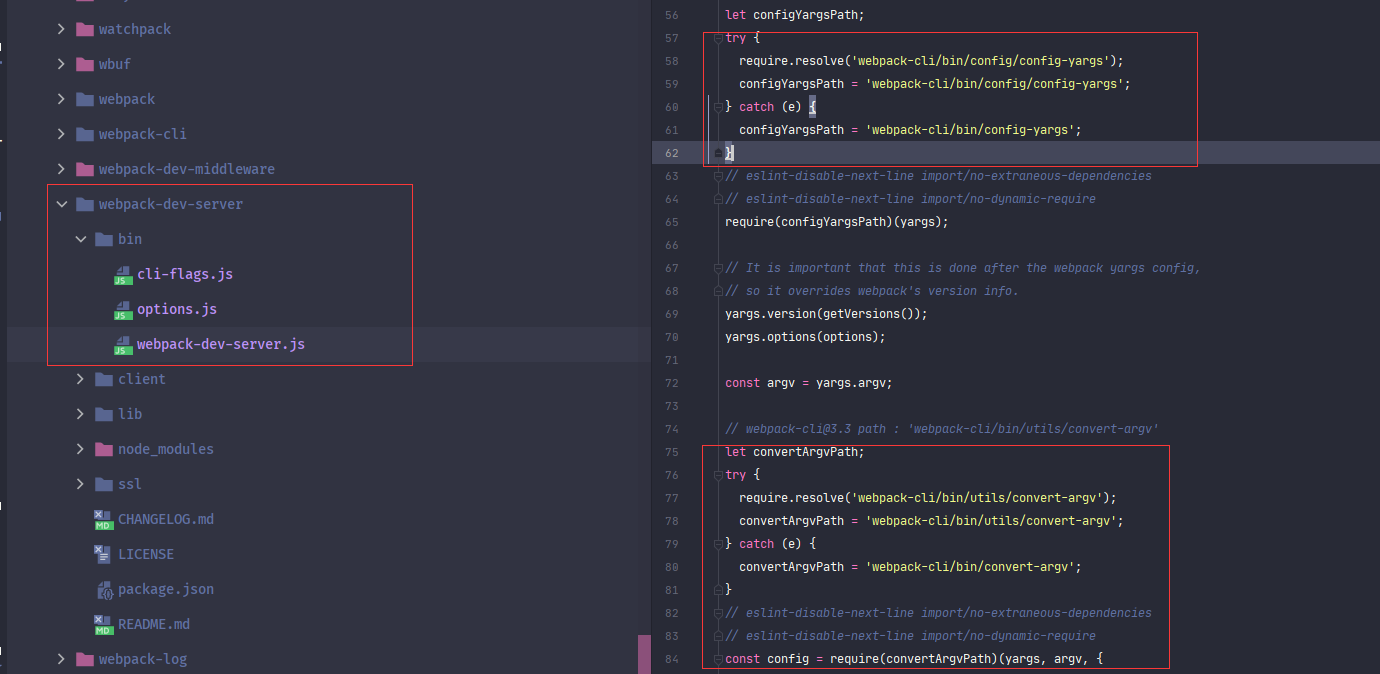 watchpack
wbuf
webpack
webpack-cli
webpack-dev-middleware
webpack-dev-server
bin
JS cli-flags.js
JS options.js
JS webpack-dev-server.js
client
lib
node_modules
ssl
MD CHANGELOG.md
LICENSE
package.json
MD README.md
webpack-log
56 let configYargsPath;
57 try {
58 require.resolve('webpack-cli/bin/config/config-yargs');
59 configYargsPath = 'webpack-cli/bin/config/config-yargs';
60 } catch (e) {
61 configYargsPath = 'webpack-cli/bin/config-yargs';
62 }
63 // eslint-disable-next-line import/no-extraneous-dependencies
64 // eslint-disable-next-line import/no-dynamic-require
65 require(configYargsPath)(yargs);
66
67 // It is important that this is done after the webpack yargs config,
68 // so it overrides webpack's version info.
69 yargs.version(getVersions());
70 yargs.options(options);
71
72 const argv = yargs.argv;
73
74 // webpack-cli@3.3 path : 'webpack-cli/bin/utils/convert-argv'
75 let convertArgvPath;
76 try {
77 require.resolve('webpack-cli/bin/utils/convert-argv');
78 convertArgvPath = 'webpack-cli/bin/utils/convert-argv';
79 } catch (e) {
80 convertArgvPath = 'webpack-cli/bin/convert-argv';
81 }
82 // eslint-disable-next-line import/no-extraneous-dependencies
83 // eslint-disable-next-line import/no-dynamic-require
84 const config = require(convertArgvPath)(yargs, argv, {